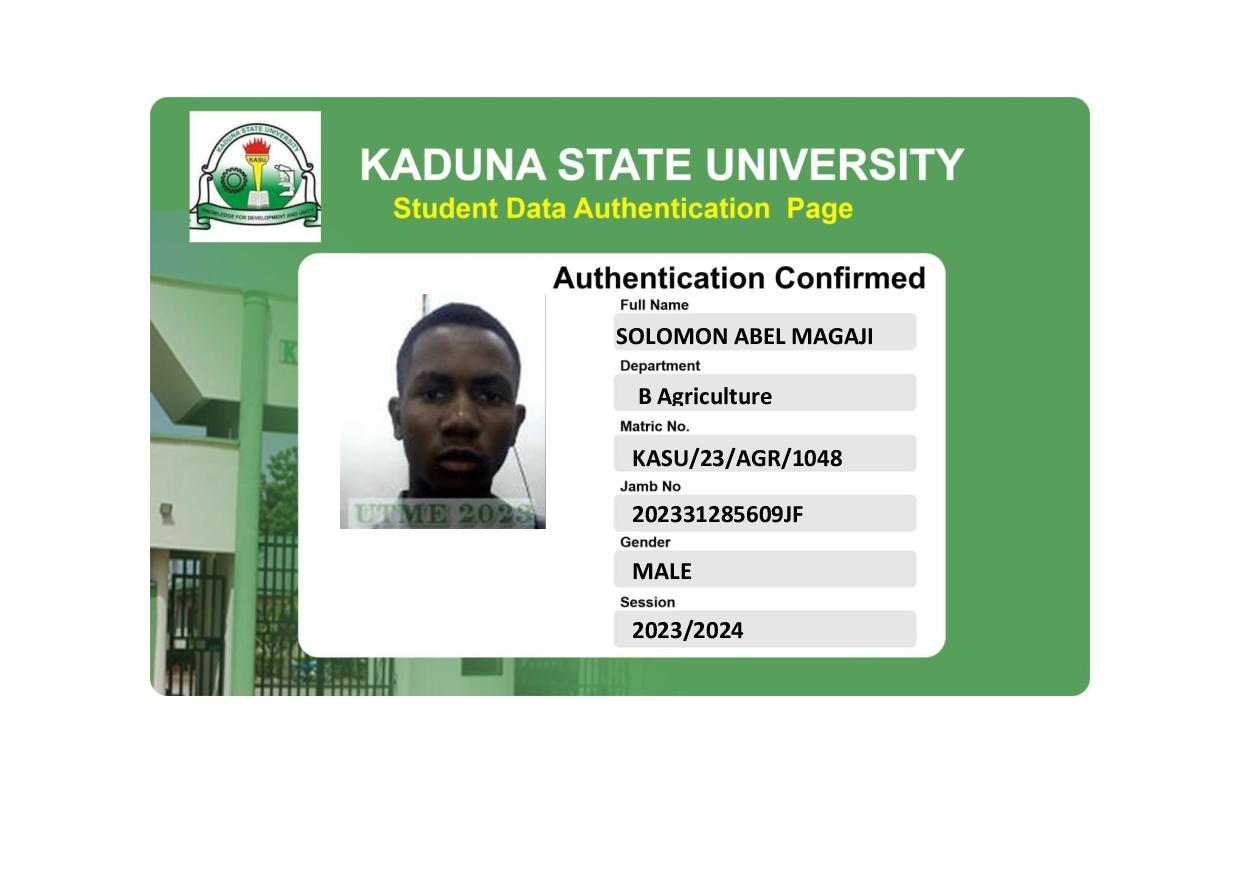 KADUNA STATE UNIVERSITY
KASU
KNOWLEDGE FOR DEVELOPMENT AND UNITY
KADUNA STATE UNIVERSITY
Student Data Authentication Page
Authentication Confirmed
Full Name
SOLOMON ABEL MAGAJI
Department
B Agriculture
Matric No.
KASU/23/AGR/1048
Jamb No
202331285609JF
Gender
MALE
Session
2023/2024
UTME 2023
K